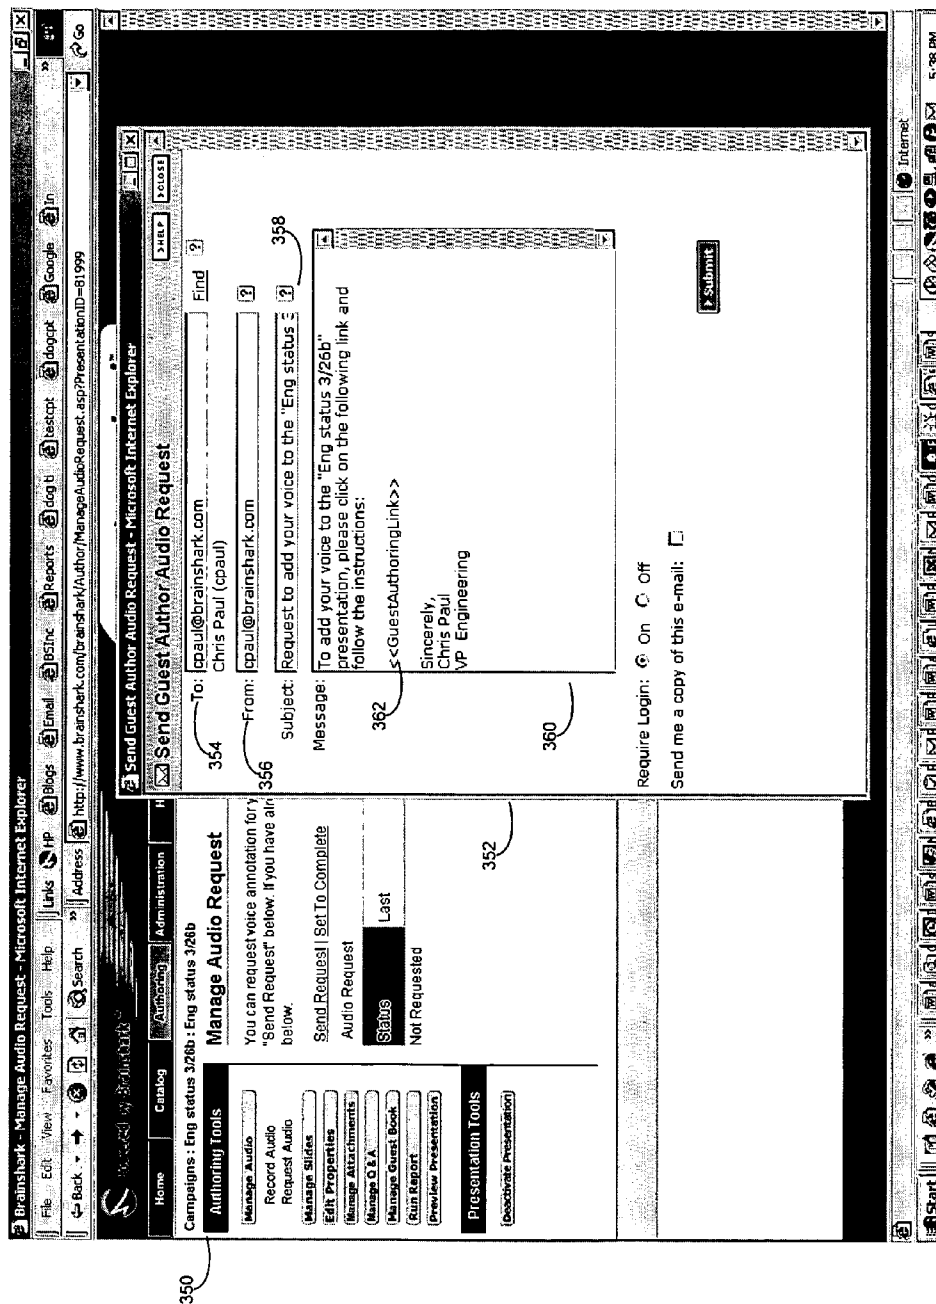 Brainshark - Manage Audio Request - Microsoft Internet Explorer
File Edit View Favorites Tools Help
Links HP Blogs Email BSInc Reports dog tl testcpt dogcpt Google In »
Back Search » Address http://www.brainshark.com/brainshark/Author/ManageAudioRequest.asp?PresentationID=81999 Go
Home Catalog Authoring Administration H
Campaigns : Eng status 3/26b : Eng status 3/26b
350
Authoring Tools
Manage Audio
Record Audio
Request Audio
Manage Slides
Edit Properties
Manage Attachments
Manage Q & A
Manage Guest Book
Run Report
Preview Presentation
Presentation Tools
Deactivate Presentation
Manage Audio Request
You can request voice annotation for y
"Send Request" below. If you have alre
below.
Send Request | Set To Complete
Audio Request
Status Last
Not Requested
352
Send Guest Author Audio Request - Microsoft Internet Explorer
Send Guest Author Audio Request
HELP CLOSE
354
To: cpaul@brainshark.com Find ?
Chris Paul (cpaul)
356
From: cpaul@brainshark.com ?
Subject: Request to add your voice to the "Eng status 3 ?
358
Message: To add your voice to the "Eng status 3/26b"
presentation, please click on the following link and
follow the instructions:
<<GuestAuthoringLink>>
362
Sincerely,
Chris Paul
VP Engineering
360
Require Login: On Off
Send me a copy of this e-mail:
Submit
Internet
Start » 5:38 PM